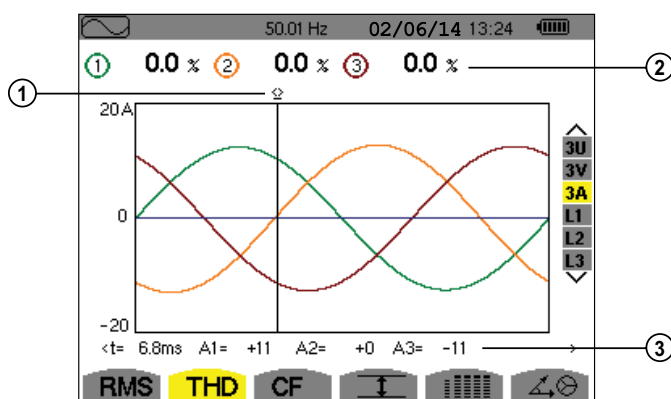 50.01 Hz 02/06/14 13:24
1 0.0 % 2 0.0 % 3 0.0 % 2
1
20 A
0
-20
3U
3V
3A
L1
L2
L3
<t= 6.8ms A1= +11 A2= +0 A3= -11 > 3
RMS THD CF